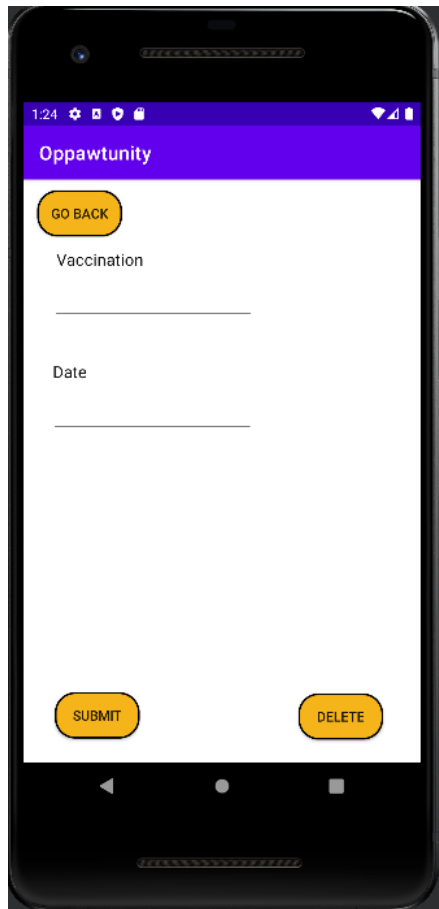 1:24
Oppawtunity
GO BACK
Vaccination
Date
SUBMIT
DELETE